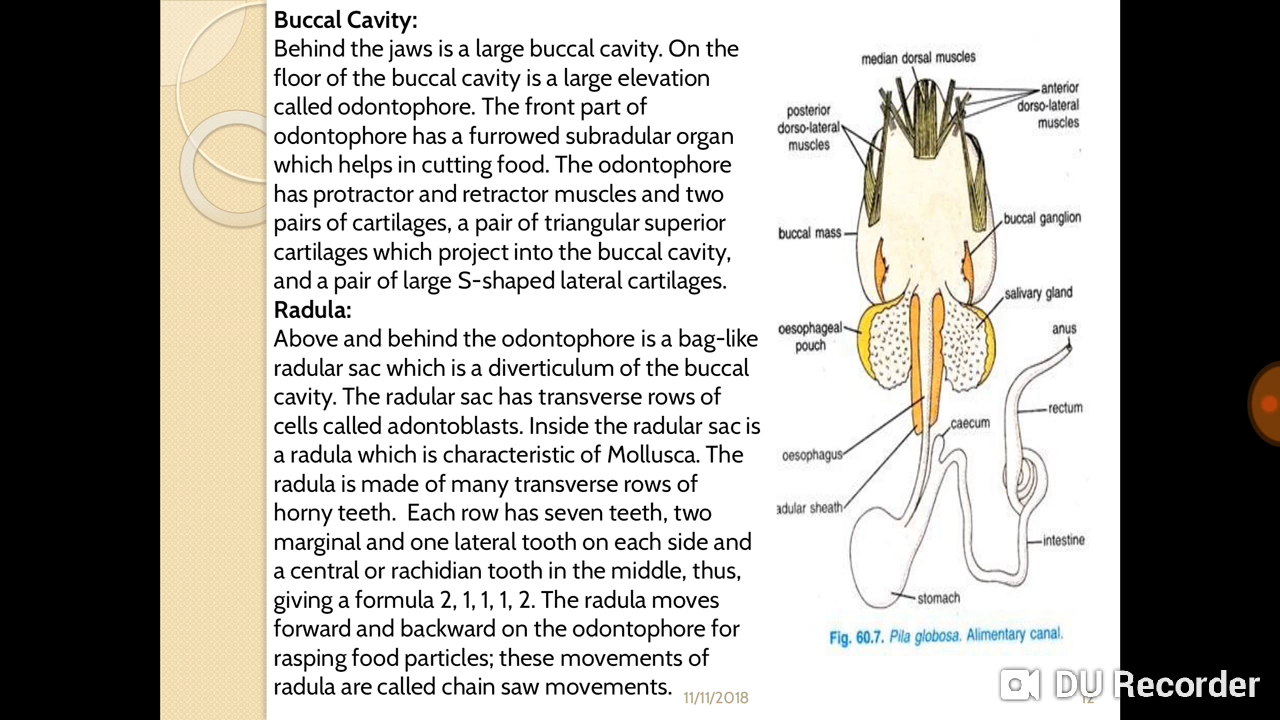 Buccal Cavity:
Behind the jaws is a large buccal cavity. On the
floor of the buccal cavity is a large elevation
called odontophore. The front part of
odontophore has a furrowed subradular organ
which helps in cutting food. The odontophore
has protractor and retractor muscles and two
pairs of cartilages, a pair of triangular superior
cartilages which project into the buccal cavity,
and a pair of large S-shaped lateral cartilages.
Radula:
Above and behind the odontophore is a bag-like
radular sac which is a diverticulum of the buccal
cavity. The radular sac has transverse rows of
cells called adontoblasts. Inside the radular sac is
a radula which is characteristic of Mollusca. The
radula is made of many transverse rows of
horny teeth. Each row has seven teeth, two
marginal and one lateral tooth on each side and
a central or rachidian tooth in the middle, thus,
giving a formula 2, 1, 1, 1, 2. The radula moves
forward and backward on the odontophore for
rasping food particles; these movements of
radula are called chain saw movements.
median dorsal muscles
anterior
dorso-lateral
muscles
posterior
dorso-lateral
muscles
buccal mass
buccal ganglion
salivary gland
oesophageal
pouch
anus
rectum
caecum
oesophagus
adular sheath
intestine
stomach
Fig. 60.7. Pila globosa. Alimentary canal.
11/11/2018
12
DU Recorder